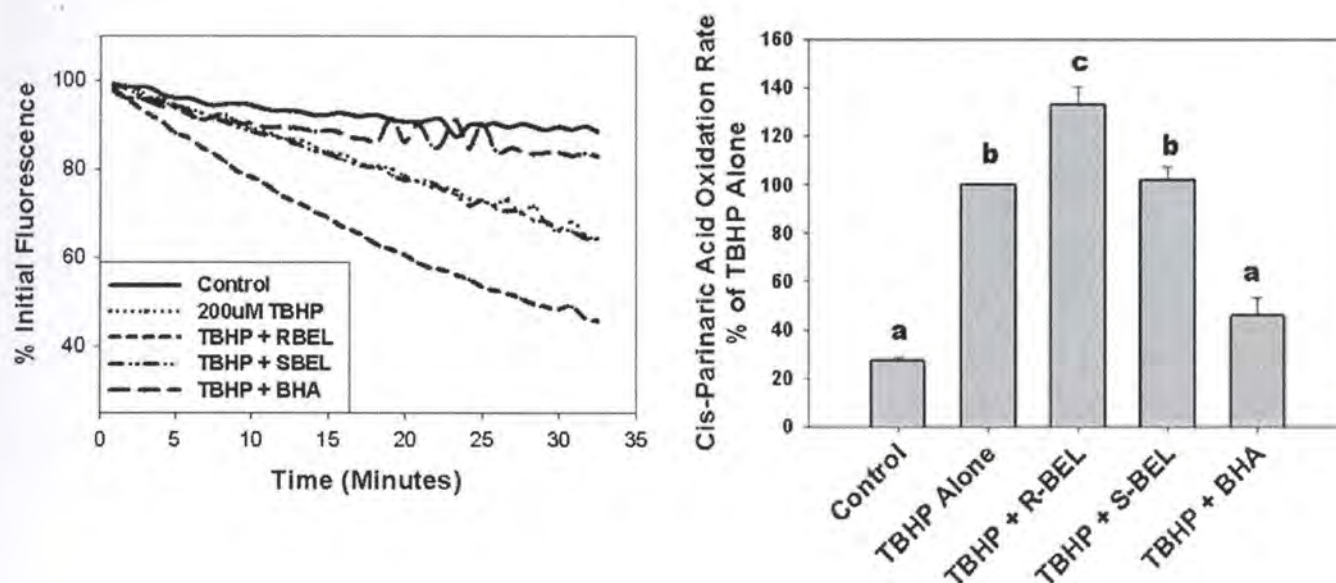 % Initial Fluorescence
100
80
60
40
Control
200uM TBHP
TBHP + RBEL
TBHP + SBEL
TBHP + BHA
0 5 10 15 20 25 30 35
Time (Minutes)
Cis-Parinaric Acid Oxidation Rate
% of TBHP Alone
160
140
120
100
80
60
40
20
0
a
b
c
b
a
Control
TBHP Alone
TBHP + R-BEL
TBHP + S-BEL
TBHP + BHA